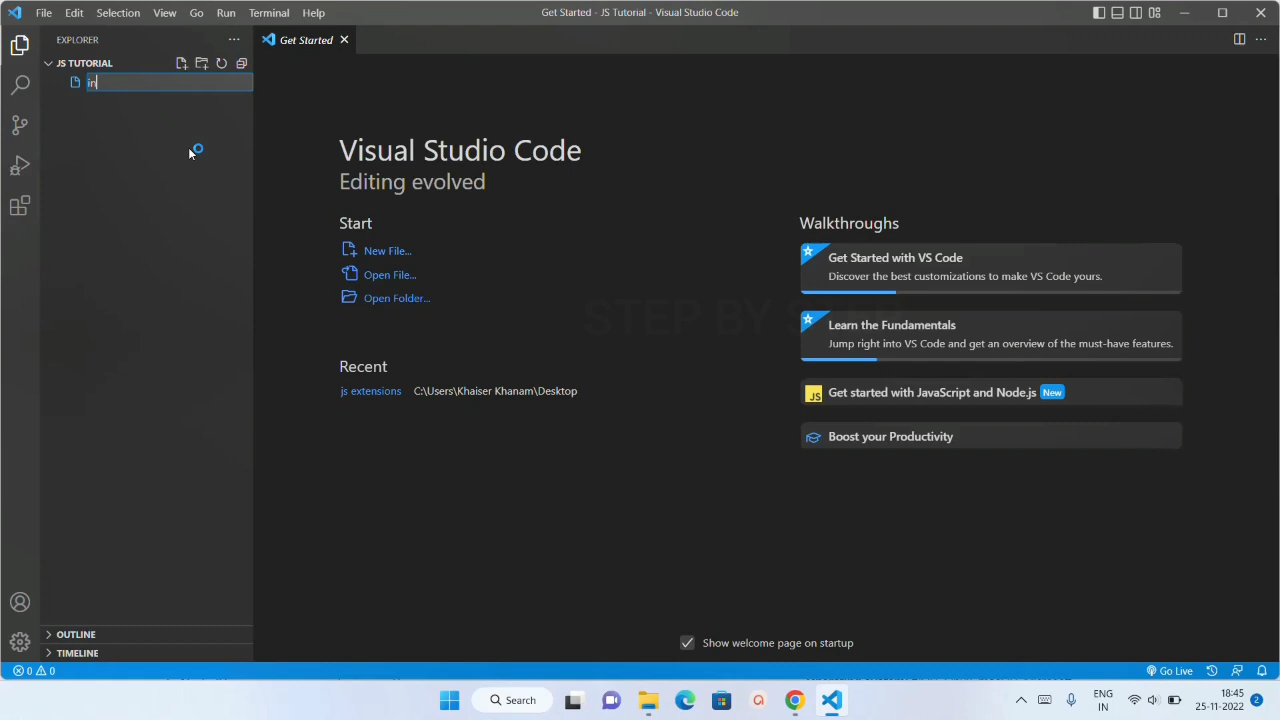 File Edit Selection View Go Run Terminal Help
Get Started - JS Tutorial - Visual Studio Code
EXPLORER
Get Started
JS TUTORIAL
in
Visual Studio Code
Editing evolved
Start
New File...
Open File...
Open Folder...
Recent
js extensions C:\Users\Khaiser Khanam\Desktop
Walkthroughs
Get Started with VS Code
Discover the best customizations to make VS Code yours.
Learn the Fundamentals
Jump right into VS Code and get an overview of the must-have features.
JS Get started with JavaScript and Node.js New
Boost your Productivity
STEP BY STEP
Show welcome page on startup
OUTLINE
TIMELINE
0 0
Go Live
Search
ENG
IN
18:45
25-11-2022
2